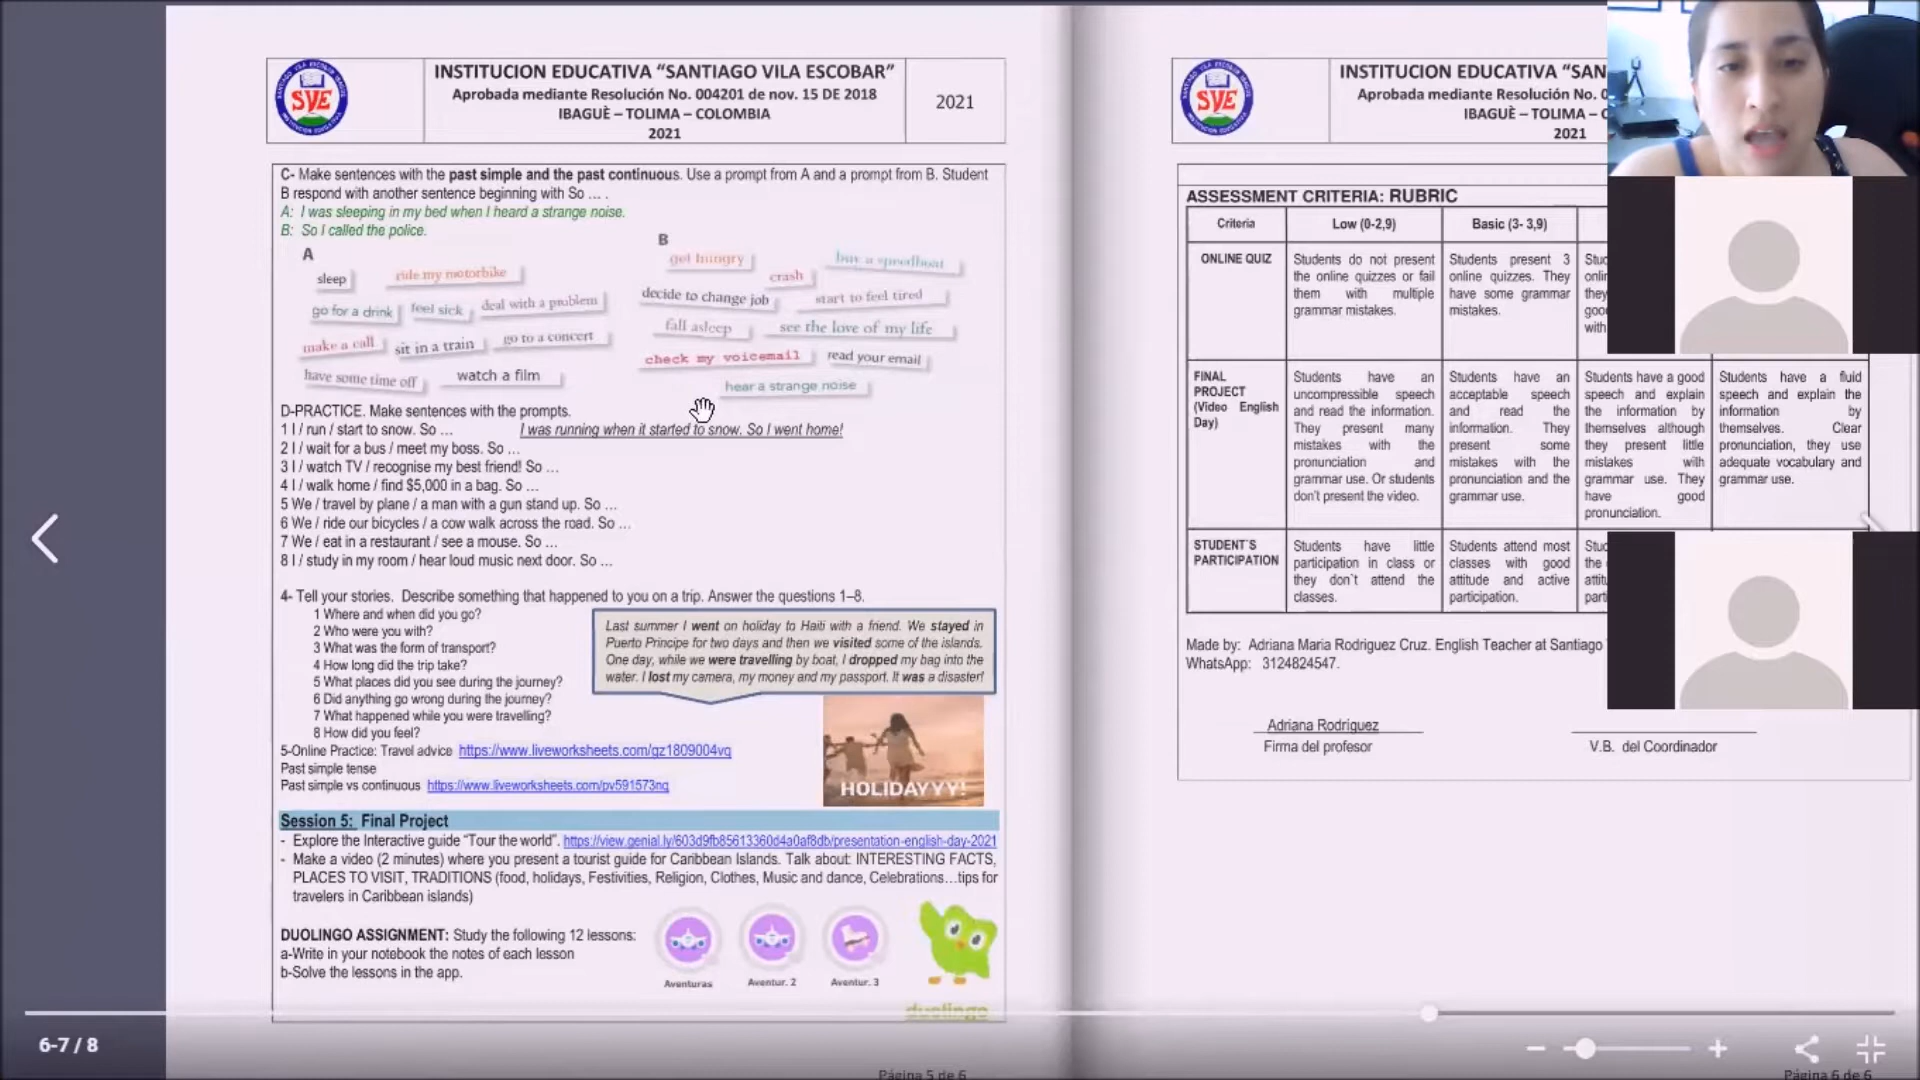 SVE
INSTITUCION EDUCATIVA “SANTIAGO VILA ESCOBAR”
Aprobada mediante Resolución No. 004201 de nov. 15 DE 2018
IBAGUÈ – TOLIMA – COLOMBIA
2021
2021
C- Make sentences with the past simple and the past continuous. Use a prompt from A and a prompt from B. Student
B respond with another sentence beginning with So ... .
A: I was sleeping in my bed when I heard a strange noise.
B: So I called the police.
A
sleep
ride my motorbike
go for a drink
feel sick
deal with a problem
make a call
sit in a train
go to a concert
have some time off
watch a film
B
get hungry
crash
buy a speedboat
decide to change job
start to feel tired
fall asleep
see the love of my life
check my voicemail
read your email
hear a strange noise
D-PRACTICE. Make sentences with the prompts.
1 I / run / start to snow. So ... I was running when it started to snow. So I went home!
2 I / wait for a bus / meet my boss. So ...
3 I / watch TV / recognise my best friend! So ...
4 I / walk home / find $5,000 in a bag. So ...
5 We / travel by plane / a man with a gun stand up. So ...
6 We / ride our bicycles / a cow walk across the road. So ...
7 We / eat in a restaurant / see a mouse. So ...
8 I / study in my room / hear loud music next door. So ...
4- Tell your stories. Describe something that happened to you on a trip. Answer the questions 1–8.
1 Where and when did you go?
2 Who were you with?
3 What was the form of transport?
4 How long did the trip take?
5 What places did you see during the journey?
6 Did anything go wrong during the journey?
7 What happened while you were travelling?
8 How did you feel?
Last summer I went on holiday to Haiti with a friend. We stayed in
Puerto Principe for two days and then we visited some of the islands.
One day, while we were travelling by boat, I dropped my bag into the
water. I lost my camera, my money and my passport. It was a disaster!
HOLIDAYYY!
5-Online Practice: Travel advice https://www.liveworksheets.com/gz1809004vq
Past simple tense
Past simple vs continuous https://www.liveworksheets.com/pv591573nq
Session 5: Final Project
- Explore the Interactive guide “Tour the world”. https://view.genial.ly/603d9fb85613360d4a0af8db/presentation-english-day-2021
- Make a video (2 minutes) where you present a tourist guide for Caribbean Islands. Talk about: INTERESTING FACTS,
PLACES TO VISIT, TRADITIONS (food, holidays, Festivities, Religion, Clothes, Music and dance, Celebrations…tips for
travelers in Caribbean islands)
DUOLINGO ASSIGNMENT: Study the following 12 lessons:
a-Write in your notebook the notes of each lesson
b-Solve the lessons in the app.
Aventuras
Aventur. 2
Aventur. 3
duolingo
Página 5 de 6
SVE
INSTITUCION EDUCATIVA “SAN
Aprobada mediante Resolución No. 0
IBAGUÈ – TOLIMA – C
2021
ASSESSMENT CRITERIA: RUBRIC
Criteria
Low (0-2,9)
Basic (3- 3,9)
ONLINE QUIZ
Students do not present
the online quizzes or fail
them with multiple
grammar mistakes.
Students present 3
online quizzes. They
have some grammar
mistakes.
Stuc
onlin
they
good
with
FINAL
PROJECT
(Video English
Day)
Students have an
uncompressible speech
and read the information.
They present many
mistakes with the
pronunciation and
grammar use. Or students
don’t present the video.
Students have an
acceptable speech
and read the
information. They
present some
mistakes with the
pronunciation and the
grammar use.
Students have a good
speech and explain
the information by
themselves although
they present little
mistakes with
grammar use. They
have good
pronunciation.
Students have a fluid
speech and explain the
information by
themselves. Clear
pronunciation, they use
adequate vocabulary and
grammar use.
STUDENT´S
PARTICIPATION
Students have little
participation in class or
they don`t attend the
classes.
Students attend most
classes with good
attitude and active
participation.
Stuc
the
attitu
parti
Made by: Adriana Maria Rodriguez Cruz. English Teacher at Santiago
WhatsApp: 3124824547.
Adriana Rodriguez
Firma del profesor
V.B. del Coordinador
Página 6 de 6
6-7 / 8